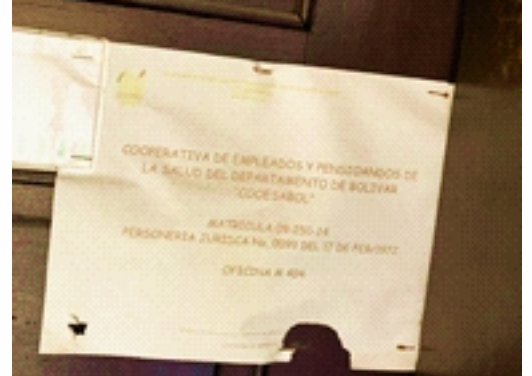 COOPERATIVA DE EMPLEADOS Y PENSIONANDOS DE
LA SALUD DEL DEPARTAMENTO DE BOLIVAR
"COOESABOL"
MATRICULA 09-250-24
PERSONERIA JURIDICA No. 0099 DEL 17 DE FEB/1972
OFICINA # 404